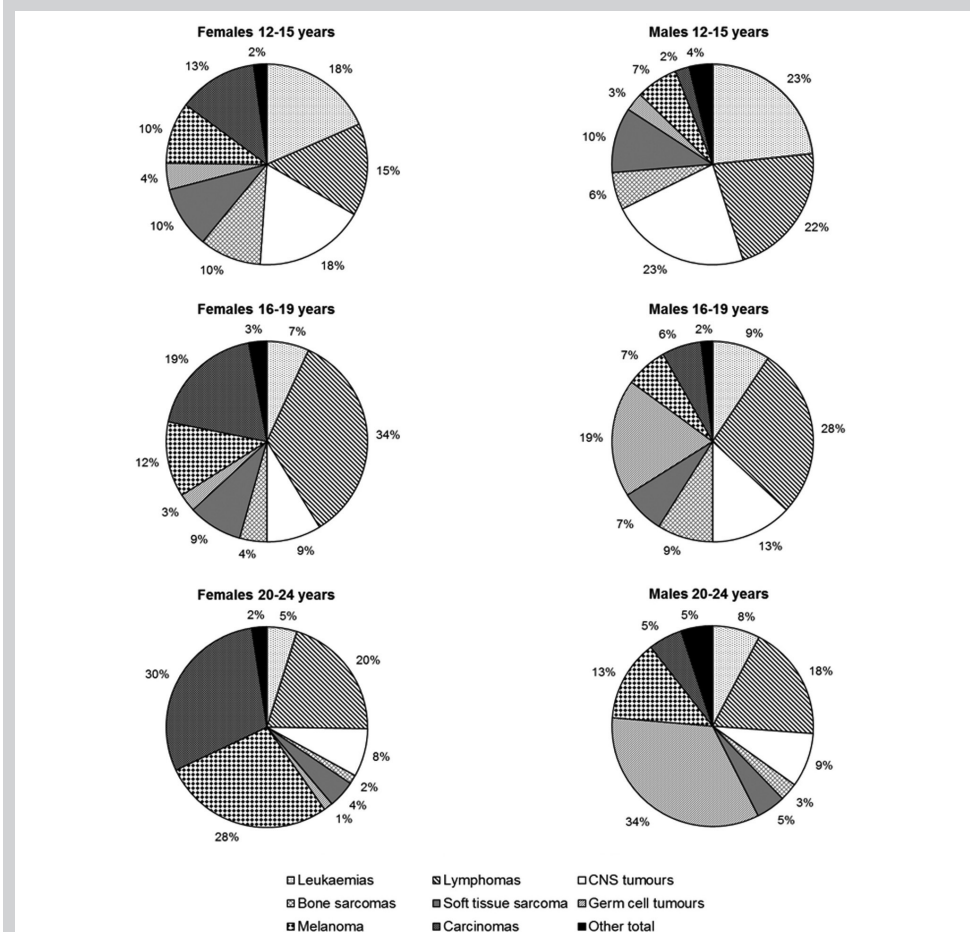 Females 12-15 years Males 12-15 years
2% 18% 15% 18% 10% 10% 4% 10% 13%
4% 23% 22% 23% 6% 10% 3% 7% 2%
Females 16-19 years Males 16-19 years
3% 7% 34% 9% 4% 9% 3% 12% 19%
2% 9% 28% 13% 9% 7% 19% 7% 6%
Females 20-24 years Males 20-24 years
2% 5% 20% 8% 2% 4% 1% 28% 30%
5% 8% 18% 9% 3% 5% 34% 13% 5%
Leukaemias Lymphomas CNS tumours
Bone sarcomas Soft tissue sarcoma Germ cell tumours
Melanoma Carcinomas Other total